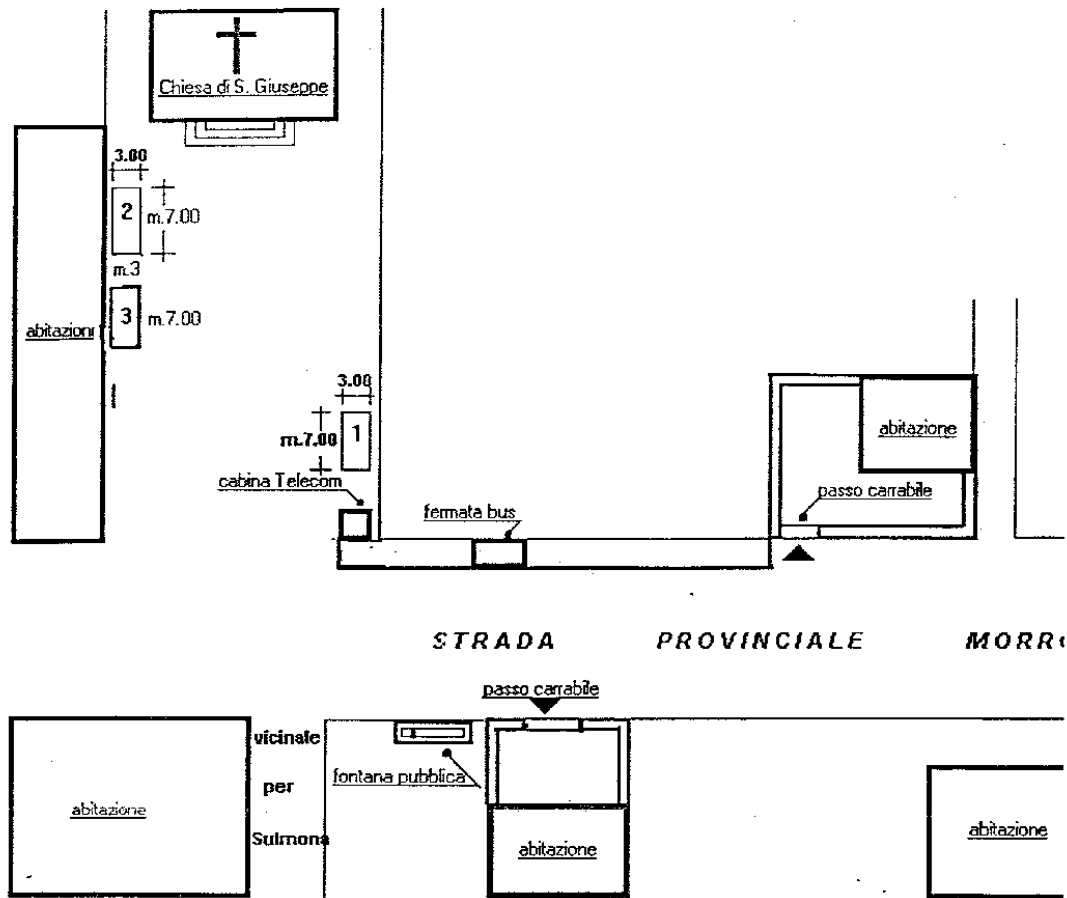 Chiesa di S. Giuseppe
3.00
2
m.7.00
m.3
3
m.7.00
abitazioni
3.00
1
m.7.00
cabina Telecom
fermata bus
abitazione
passo carrabile
STRADA PROVINCIALE
passo carrabile
vicinale
per
Sulmona
fontana pubblica
abitazione
abitazione
abitazione